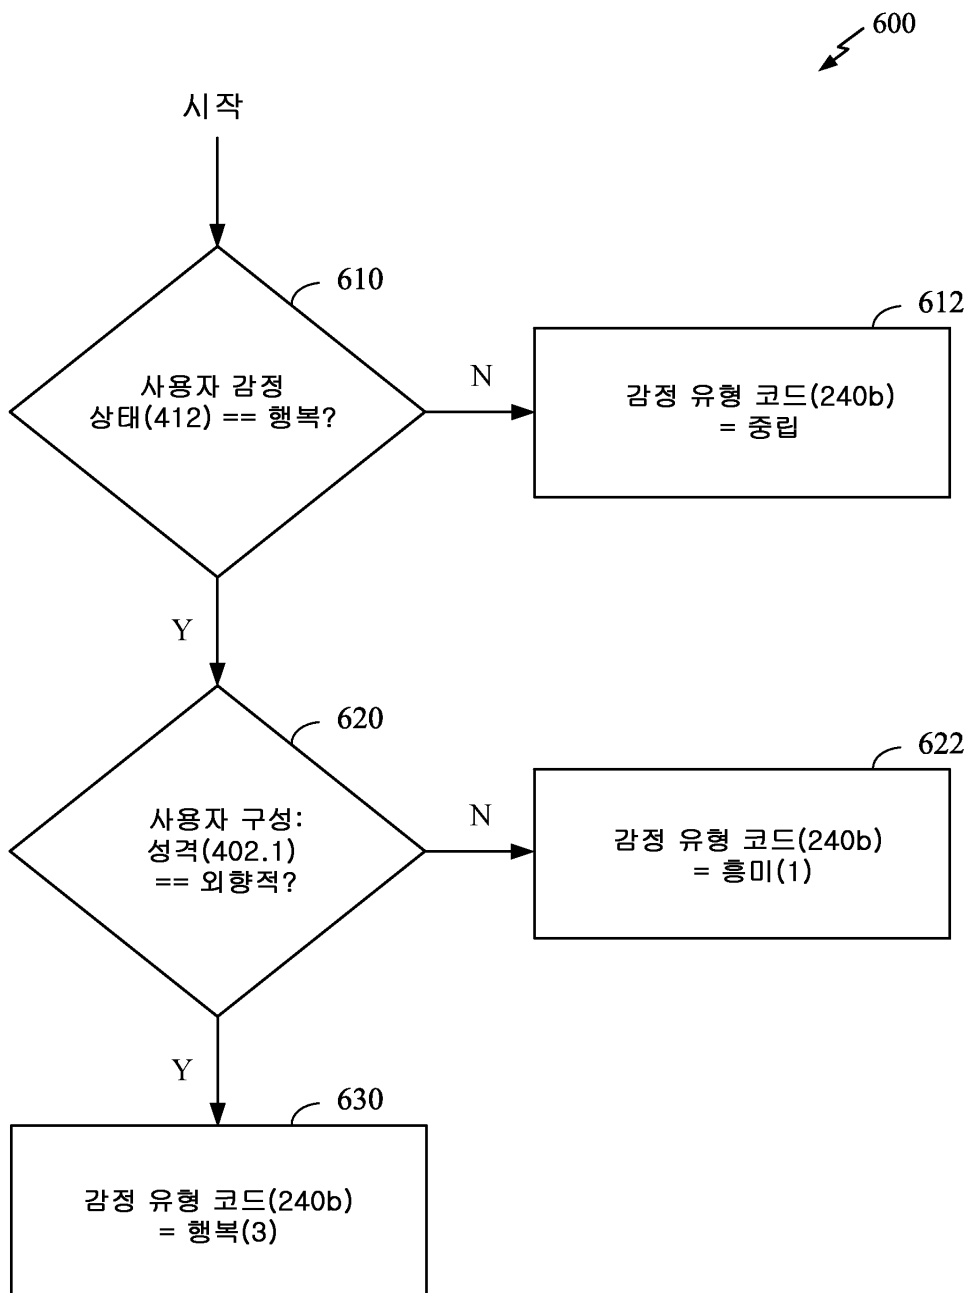 600
시작
610
사용자 감정
상태(412) == 행복?
N
612
감정 유형 코드(240b)
= 중립
Y
620
사용자 구성:
성격(402.1)
== 외향적?
N
622
감정 유형 코드(240b)
= 흥미(1)
Y
630
감정 유형 코드(240b)
= 행복(3)